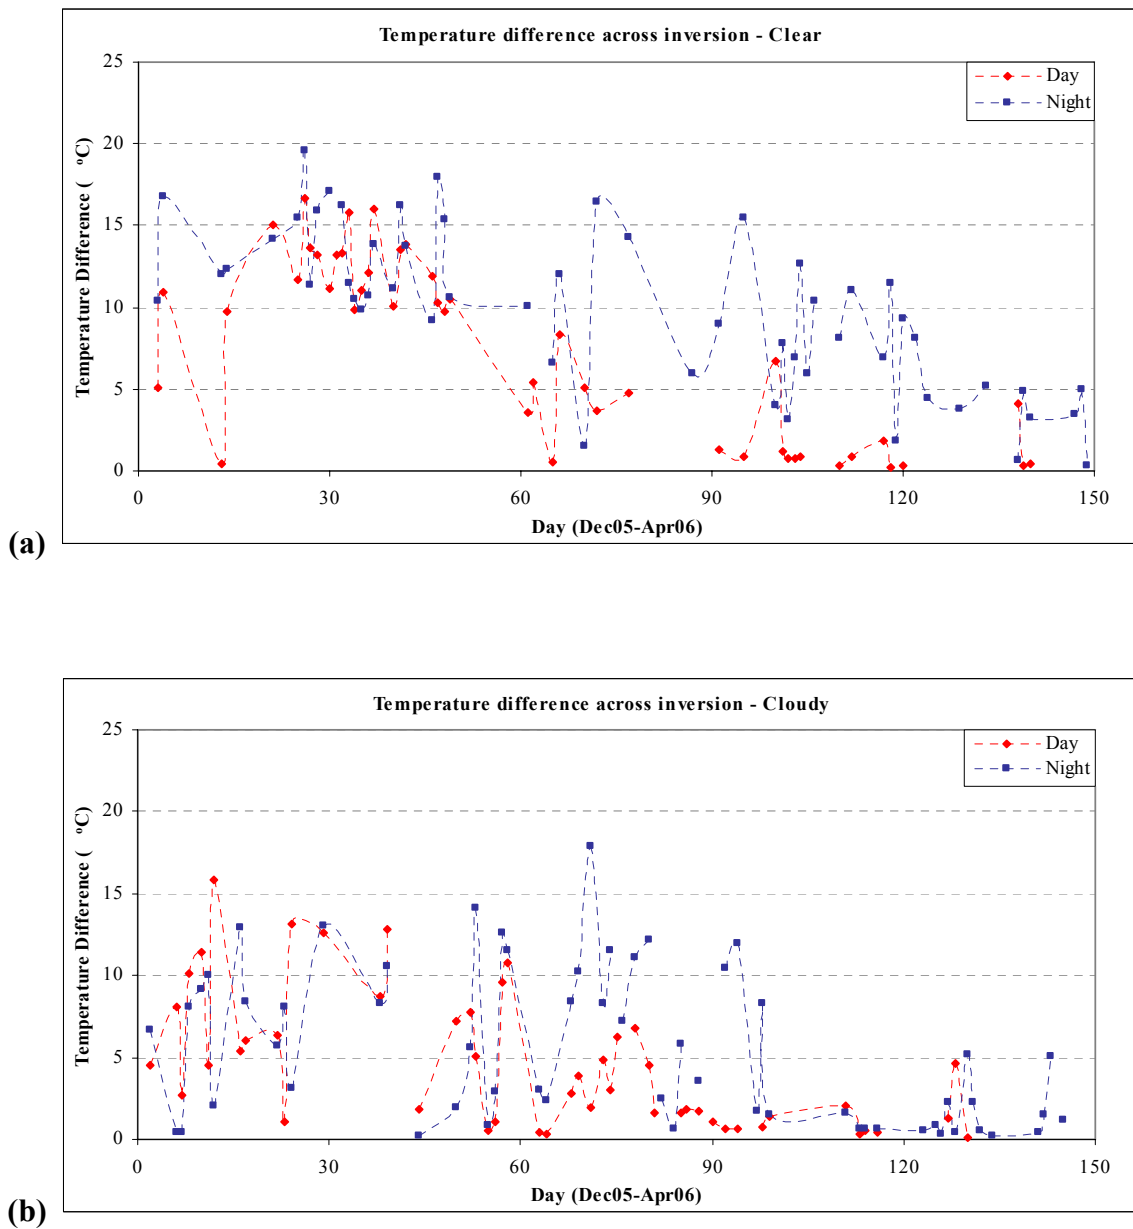 Temperature difference across inversion - Clear
Day
Night
Temperature Difference ( °C)
25
20
15
10
5
0
0 30 60 90 120 150
Day (Dec05-Apr06)
(a)
Temperature difference across inversion - Cloudy
Day
Night
Temperature Difference ( °C)
25
20
15
10
5
0
0 30 60 90 120 150
Day (Dec05-Apr06)
(b)